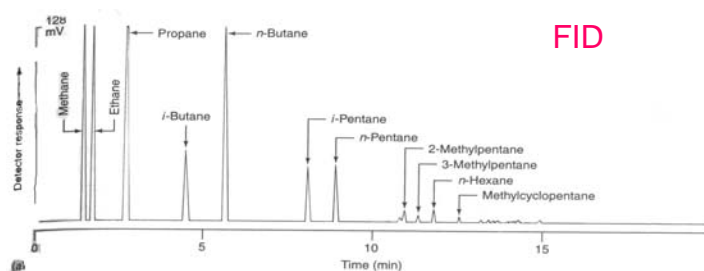 128
mV
FID
Propane
n-Butane
Methane
Ethane
i-Butane
i-Pentane
n-Pentane
2-Methylpentane
3-Methylpentane
n-Hexane
Methylcyclopentane
Detector response
0
5
10
15
Time (min)